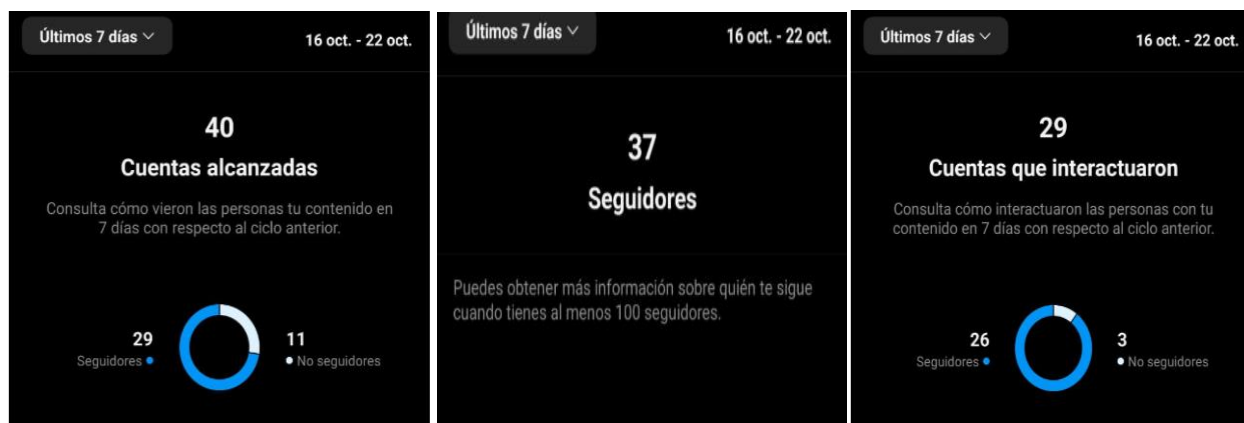 Últimos 7 días
16 oct. - 22 oct.
40
Cuentas alcanzadas
Consulta cómo vieron las personas tu contenido en
7 días con respecto al ciclo anterior.
29
Seguidores
11
No seguidores
Últimos 7 días
16 oct. - 22 oct.
37
Seguidores
Puedes obtener más información sobre quién te sigue
cuando tienes al menos 100 seguidores.
Últimos 7 días
16 oct. - 22 oct.
29
Cuentas que interactuaron
Consulta cómo interactuaron las personas con tu
contenido en 7 días con respecto al ciclo anterior.
26
Seguidores
3
No seguidores